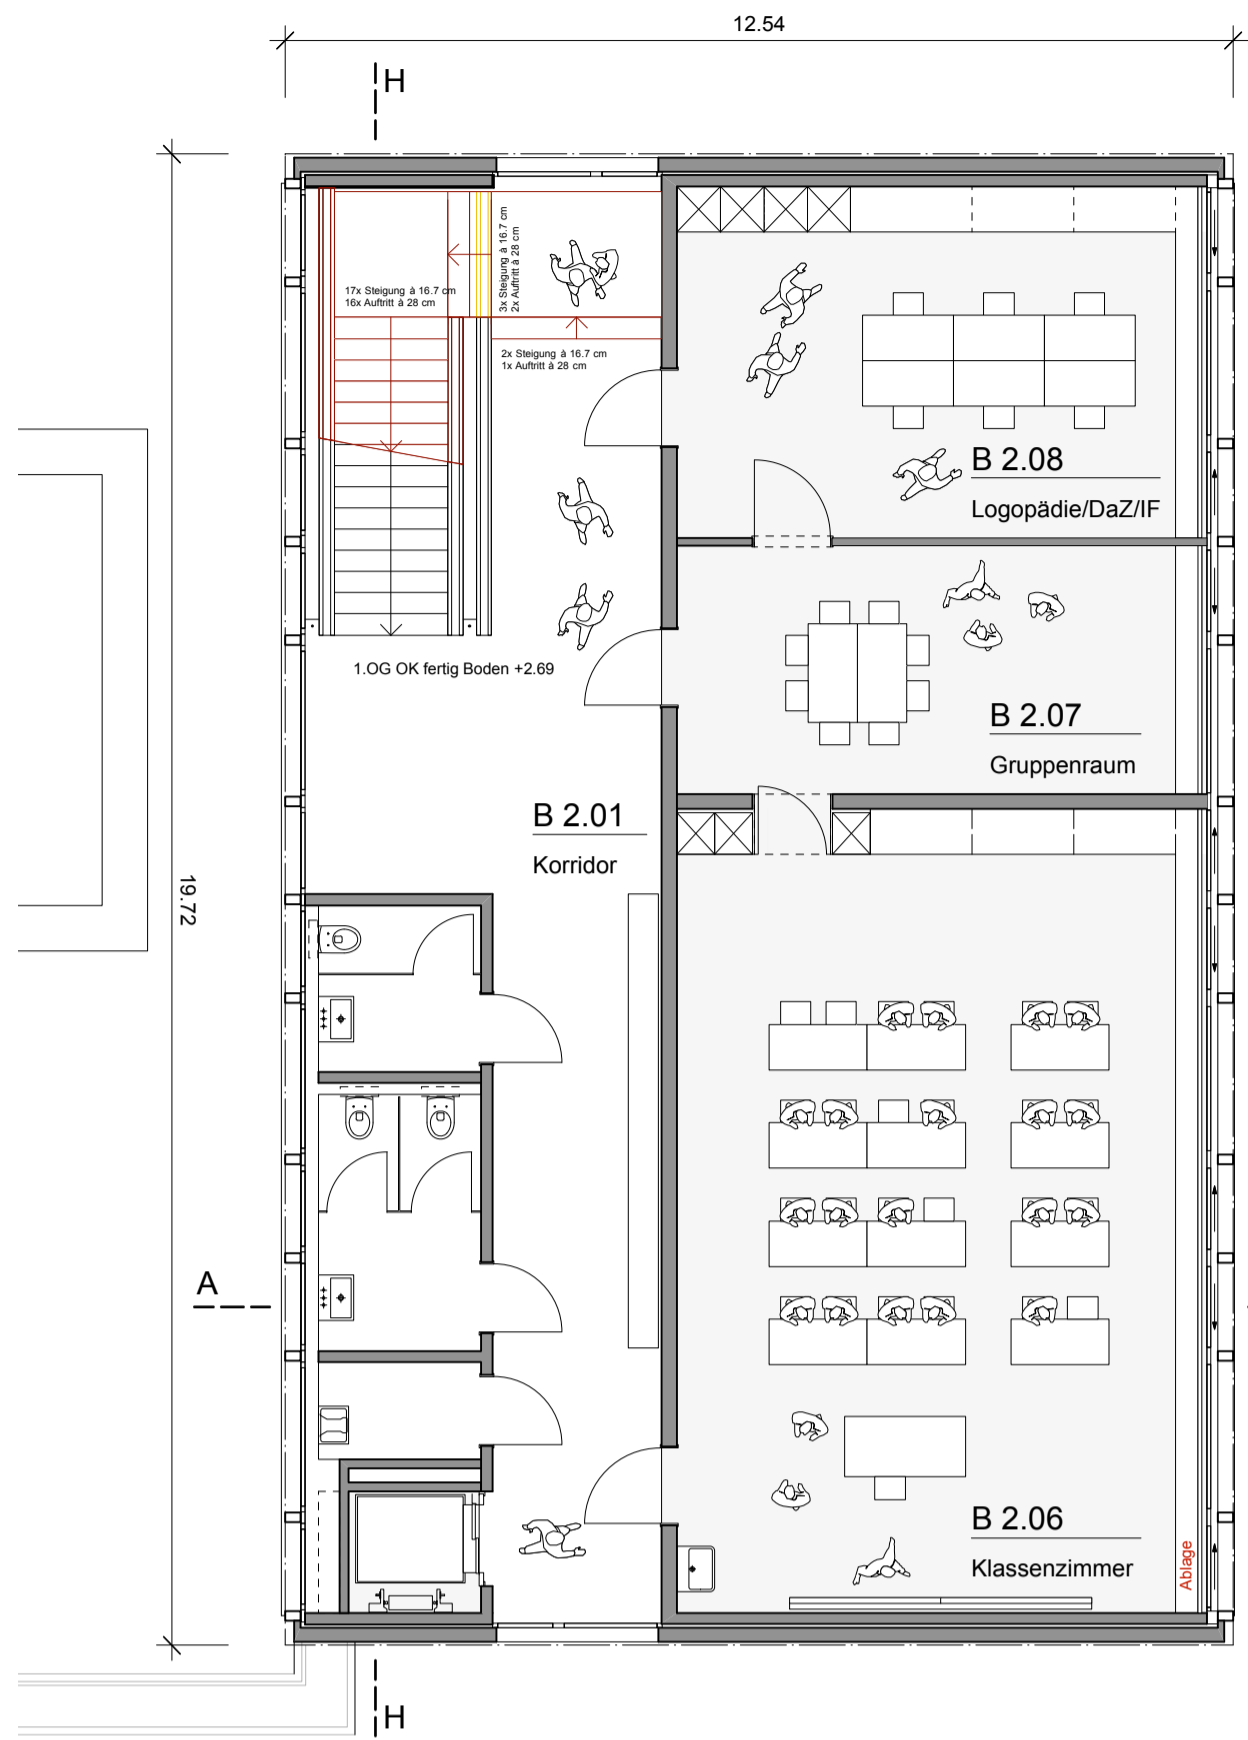 12.54
H
17x Steigung à 16.7 cm
16x Auftritt à 28 cm
3x Steigung à 16.7 cm
2x Auftritt à 28 cm
2x Steigung à 16.7 cm
1x Auftritt à 28 cm
B 2.08
Logopädie/DaZ/IF
1.OG OK fertig Boden +2.69
B 2.07
Gruppenraum
B 2.01
Korridor
19.72
A
B 2.06
Klassenzimmer
Ablage
H